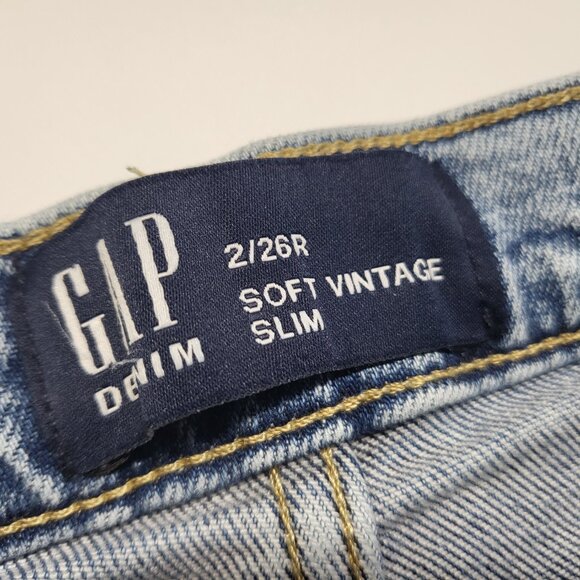 GAP
DENIM
2/26R
SOFT VINTAGE
SLIM